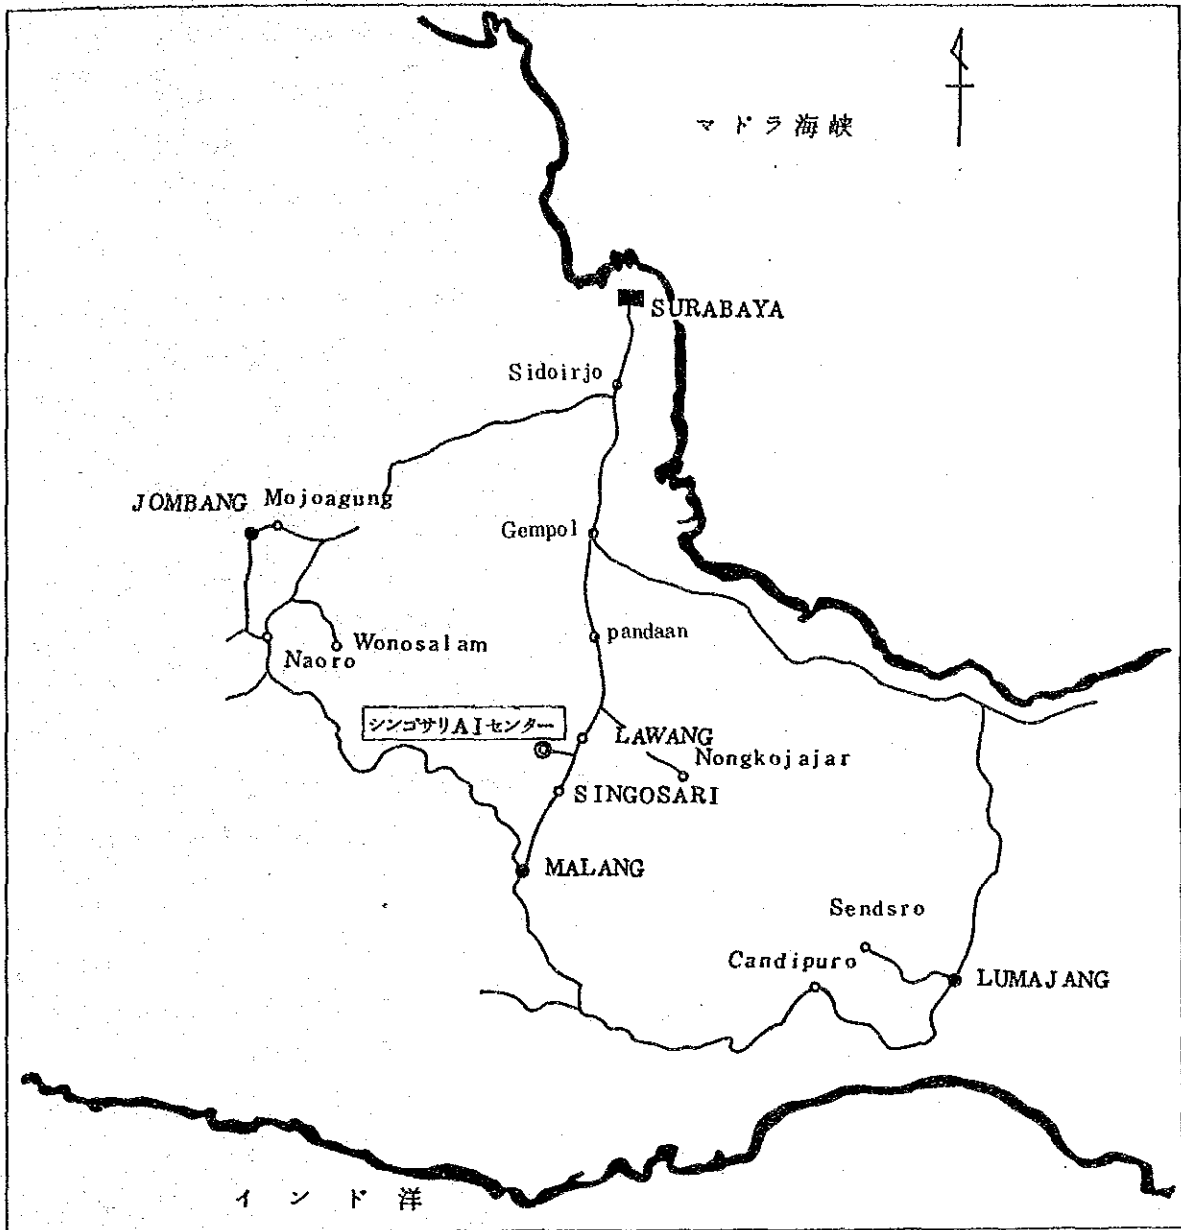 マドラ海峡
SURABAYA
Sidoirjo
JOMBANG
Mojoagung
Gempol
pandaan
Wonosalam
Naoro
シンゴサリAIセンター
LAWANG
Nongkojajar
SINGOSARI
MALANG
Sendsro
Candipuro
LUMAJANG
インド洋